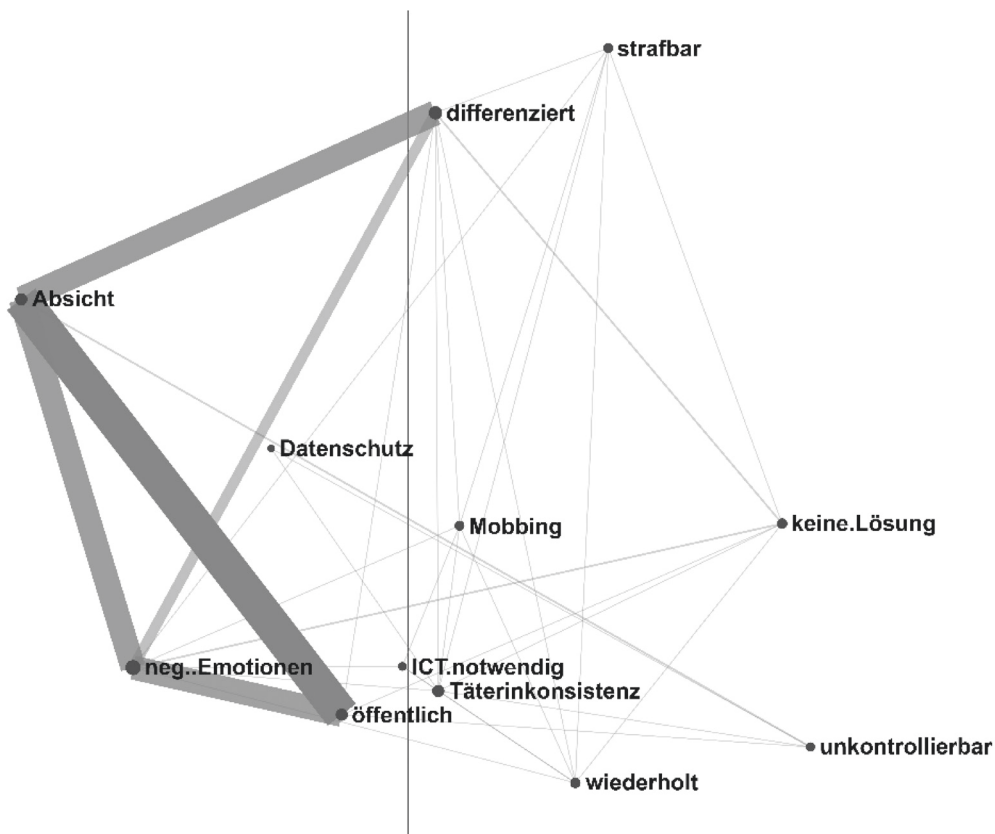 strafbar
differenziert
Absicht
Datenschutz
Mobbing
keine.Lösung
neg..Emotionen
ICT.notwendig
Täterinkonsistenz
öffentlich
unkontrollierbar
wiederholt